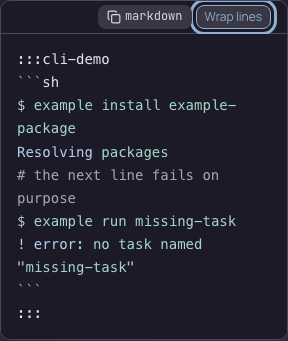 markdown Wrap lines
:::cli-demo
```sh
$ example install example-
package
Resolving packages
# the next line fails on
purpose
$ example run missing-task
! error: no task named
"missing-task"
```
:::